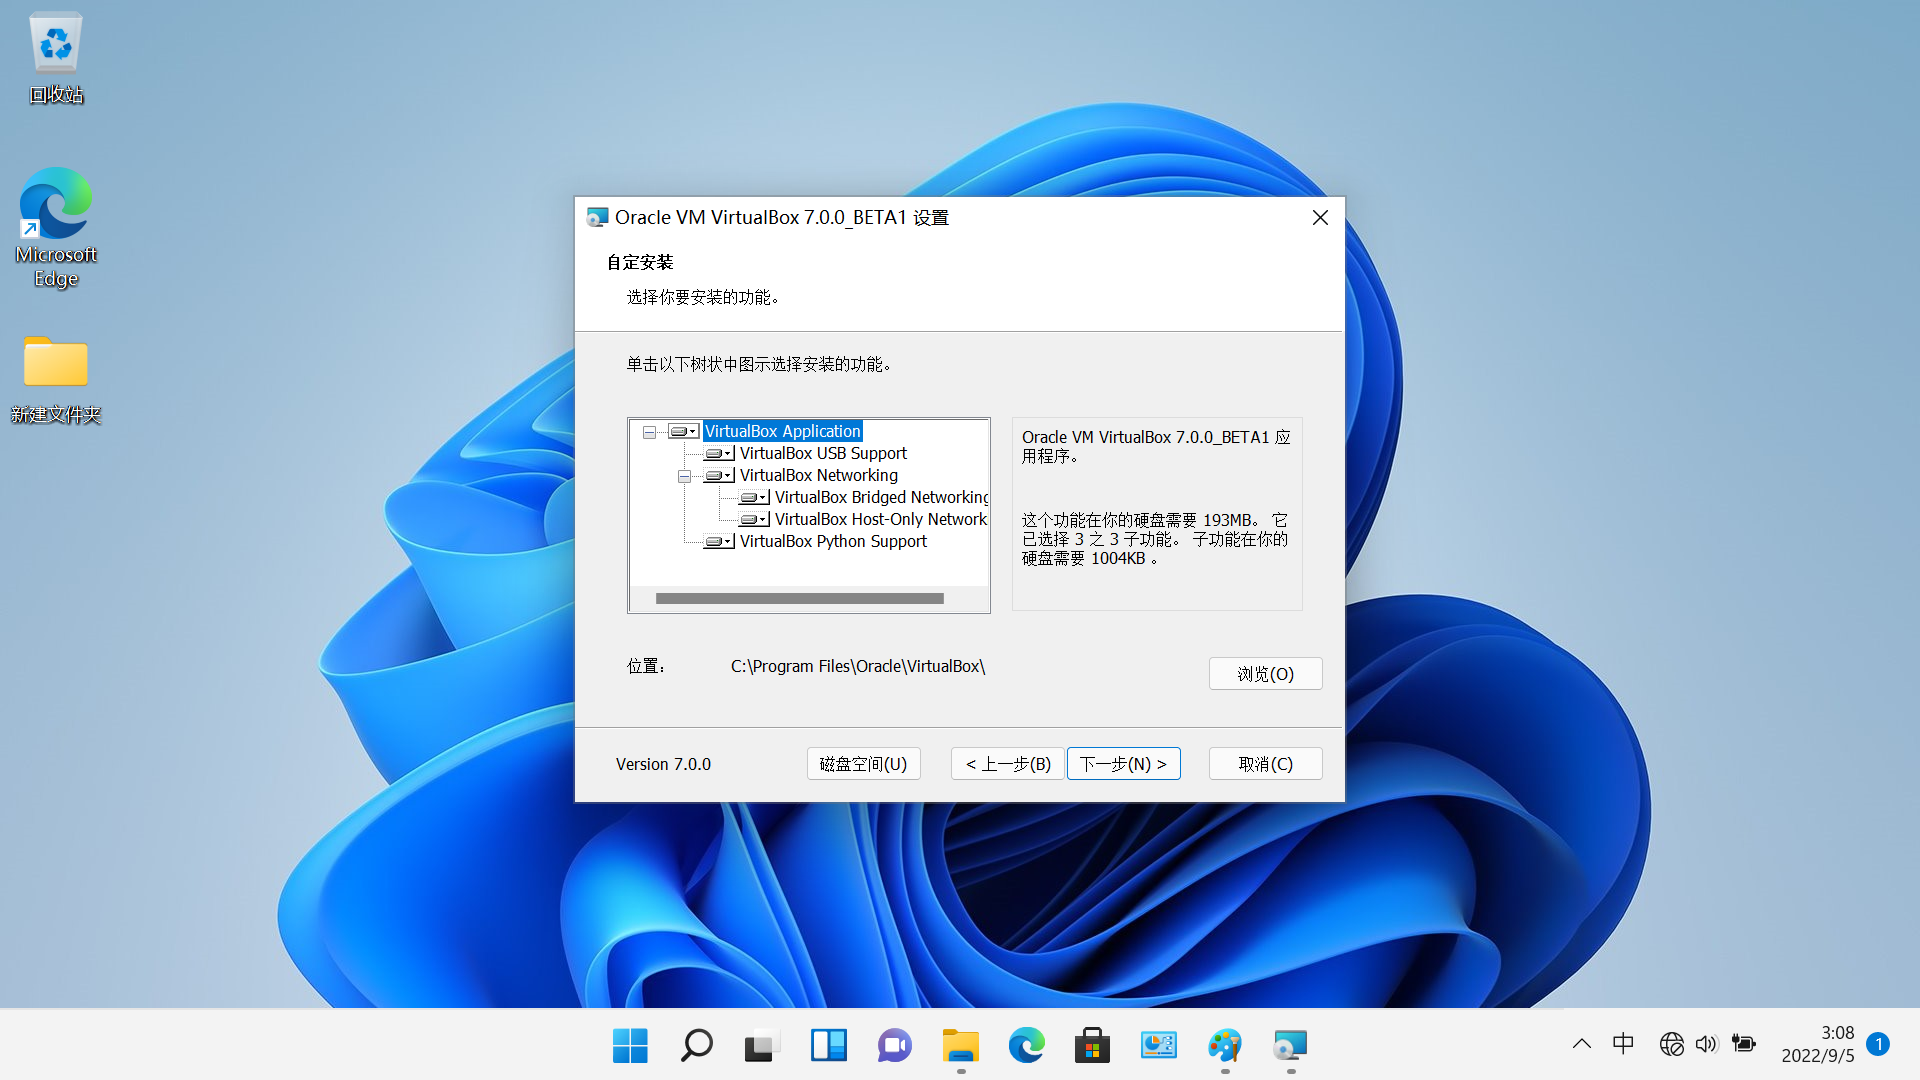 回收站
Microsoft
Edge
新建文件夹
Oracle VM VirtualBox 7.0.0_BETA1 设置
自定安装
选择你要安装的功能。
单击以下树状中图示选择安装的功能。
VirtualBox Application
VirtualBox USB Support
VirtualBox Networking
VirtualBox Bridged Networking
VirtualBox Host-Only Network
VirtualBox Python Support
Oracle VM VirtualBox 7.0.0_BETA1 应
用程序。
这个功能在你的硬盘需要 193MB。 它
已选择 3 之 3 子功能。 子功能在你的
硬盘需要 1004KB 。
位置：
C:\Program Files\Oracle\VirtualBox\
浏览(O)
Version 7.0.0
磁盘空间(U)
< 上一步(B)
下一步(N) >
取消(C)
中
3:08
2022/9/5
1